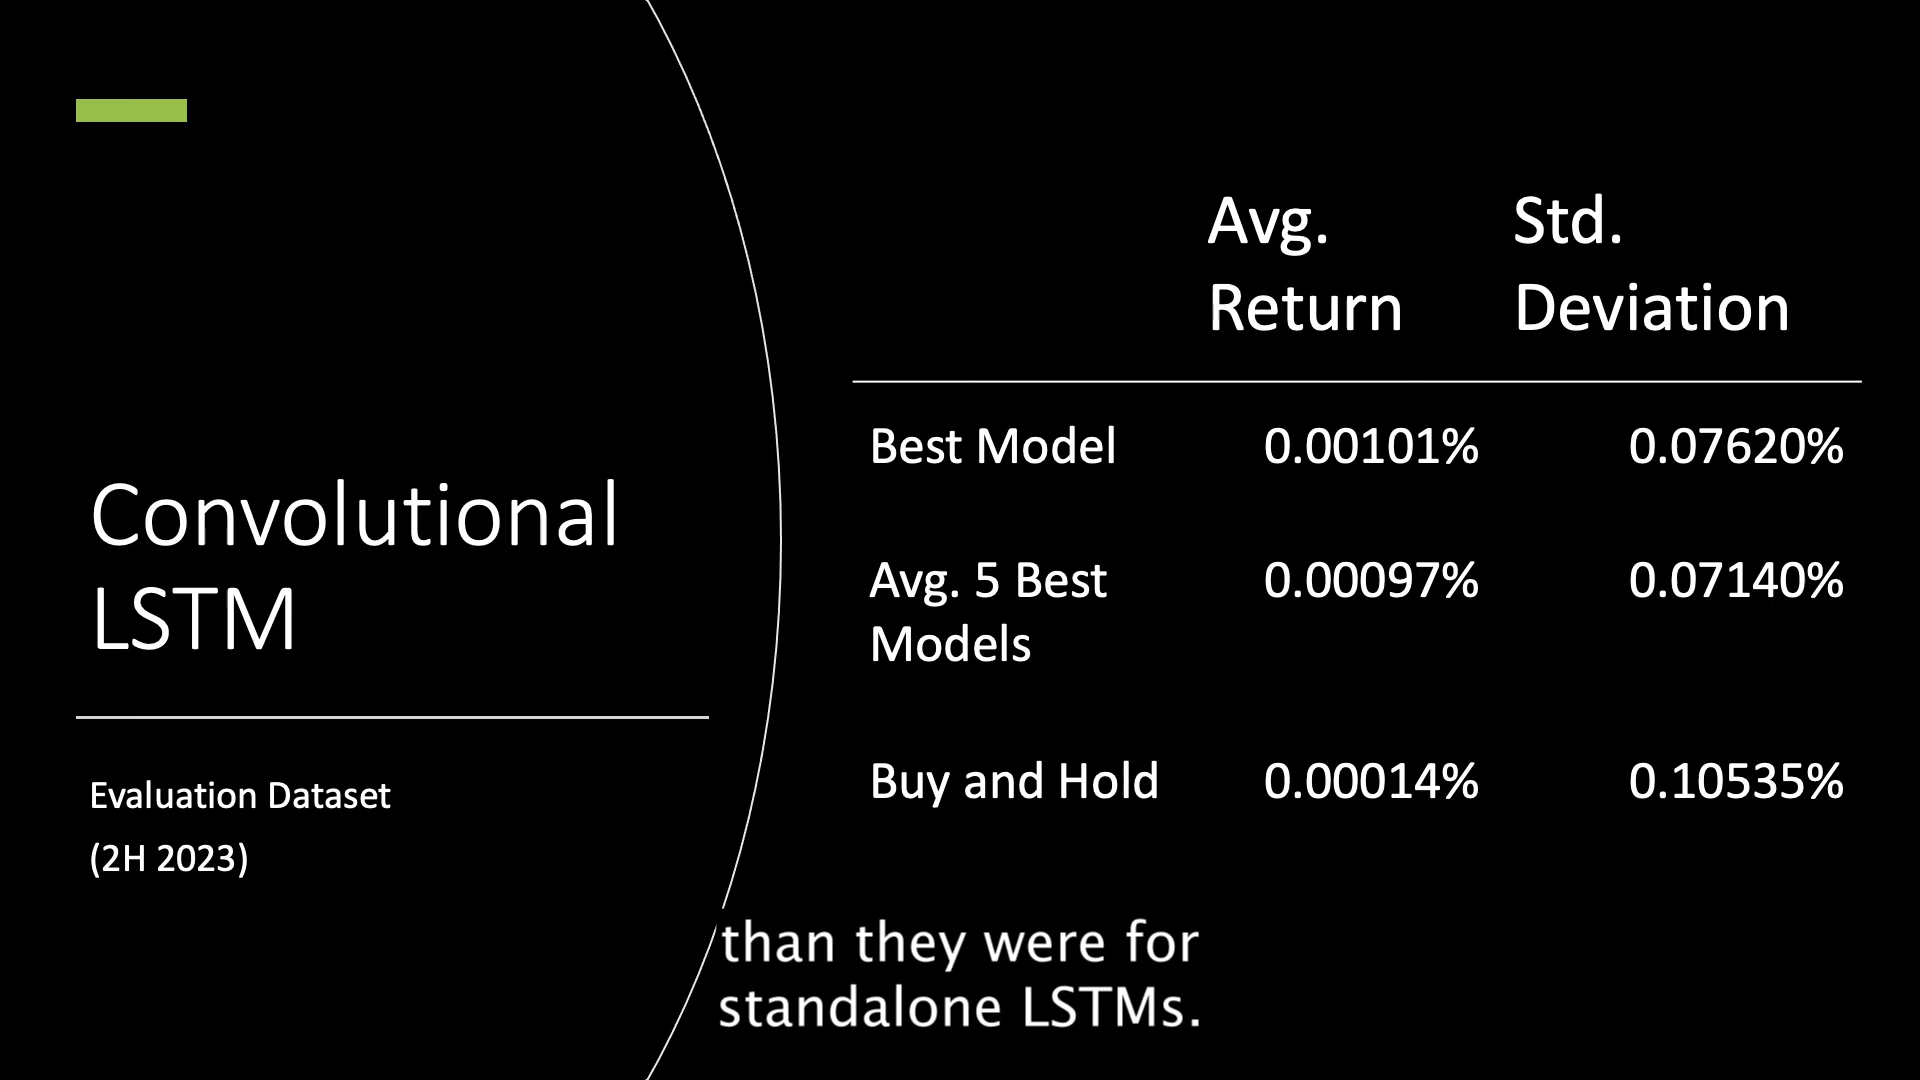 Convolutional
LSTM
Evaluation Dataset
(2H 2023)
Avg. Return Std. Deviation
Best Model 0.00101% 0.07620%
Avg. 5 Best Models 0.00097% 0.07140%
Buy and Hold 0.00014% 0.10535%
than they were for
standalone LSTMs.